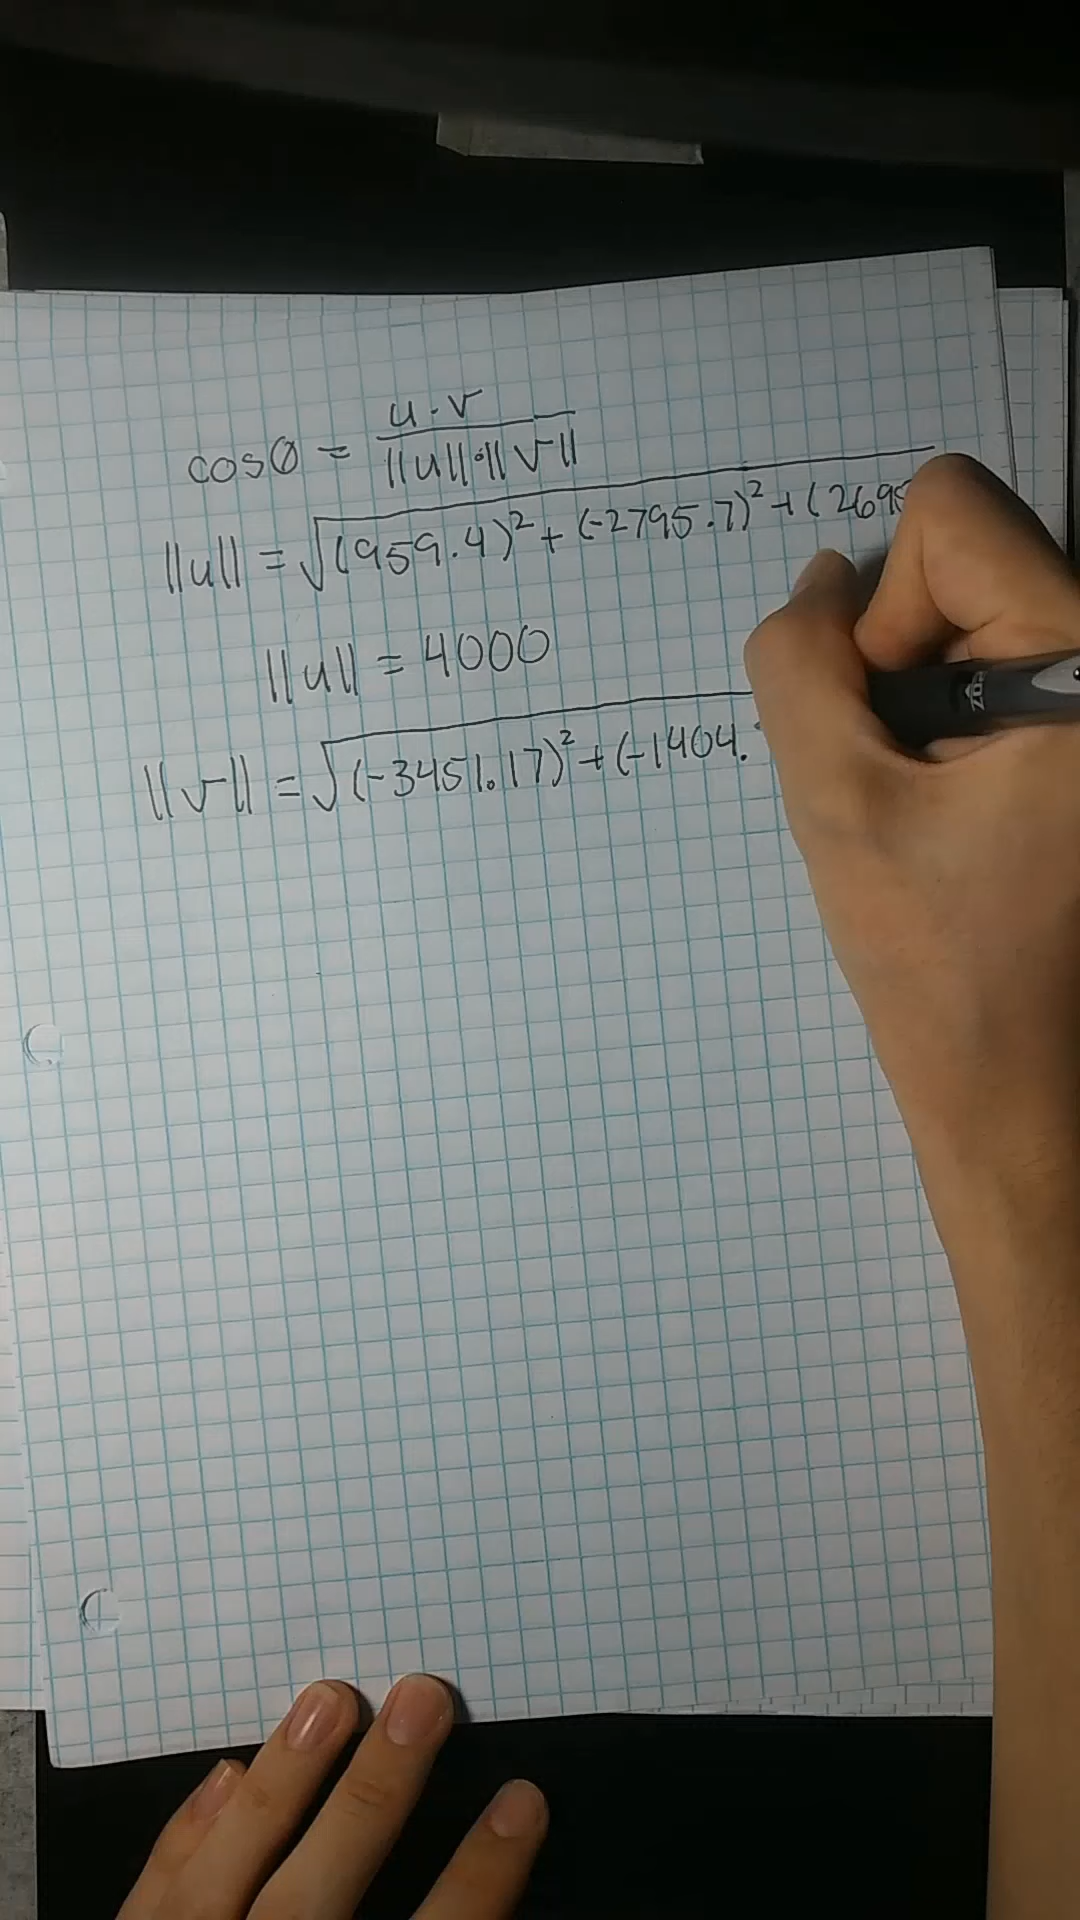 cosθ = u·v / ||u||·||v||
||u|| = √(959.4)² + (-2795.7)² + (269
||u|| = 4000
||v|| = √(-3451.17)² + (-1404.